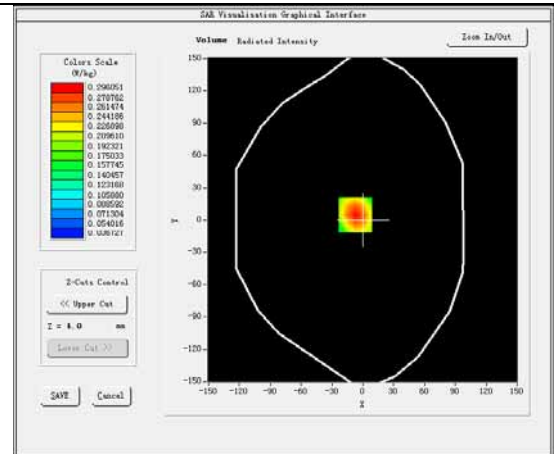 SAR Visualisation Graphical Interface
Volume Radiated Intensity
Zoom In/Out
Colors Scale
(W/kg)
0.296051
0.278762
0.261474
0.244186
0.226898
0.209610
0.192321
0.175033
0.157745
0.140457
0.123168
0.105880
0.088592
0.071304
0.054016
0.036727
150
120
90
60
30
0
-30
-60
-90
-120
-150
Y
-150 -120 -90 -60 -30 0 30 60 90 120 150
X
Z-Cuts Control
<< Upper Cut
Z = 4.0 mm
Lower Cut >>
SAVE Cancel